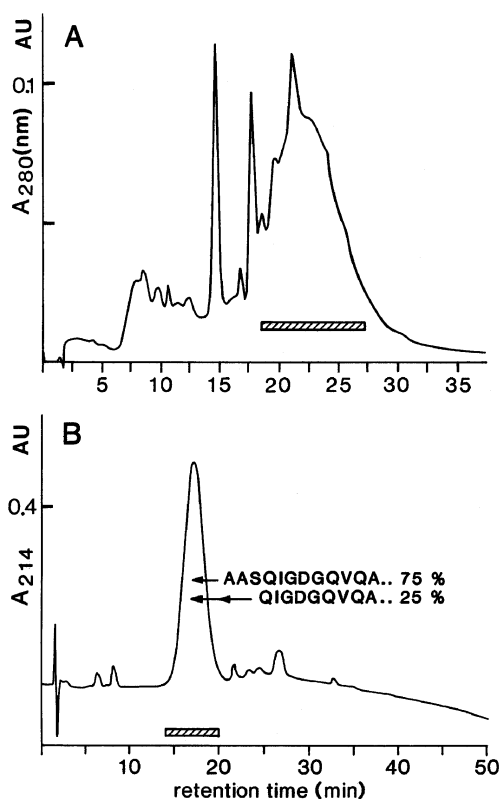 A
AU
0.1
A280(nm)
5 10 15 20 25 30 35
B
AU
0.4
A214
AASQIGDGQVQA.. 75 %
QIGDGQVQA.. 25 %
10 20 30 40 50
retention time (min)